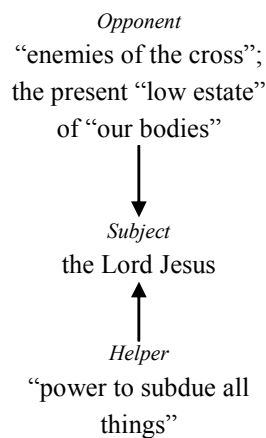 Opponent
“enemies of the cross”;
the present “low estate”
of “our bodies”
Subject
the Lord Jesus
Helper
“power to subdue all
things”